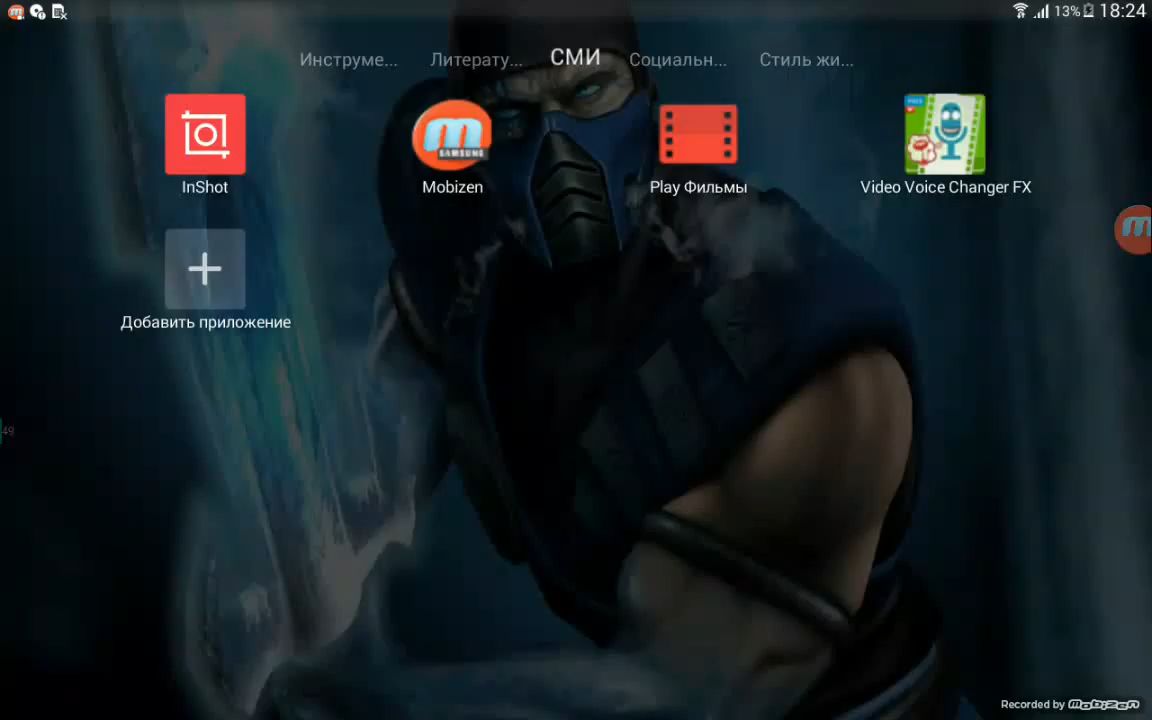 13% 18:24
Инструме... Литерату... СМИ Социальн... Стиль жи...
InShot Mobizen Play Фильмы Video Voice Changer FX
SAMSUNG
Добавить приложение
49
Recorded by mobizen